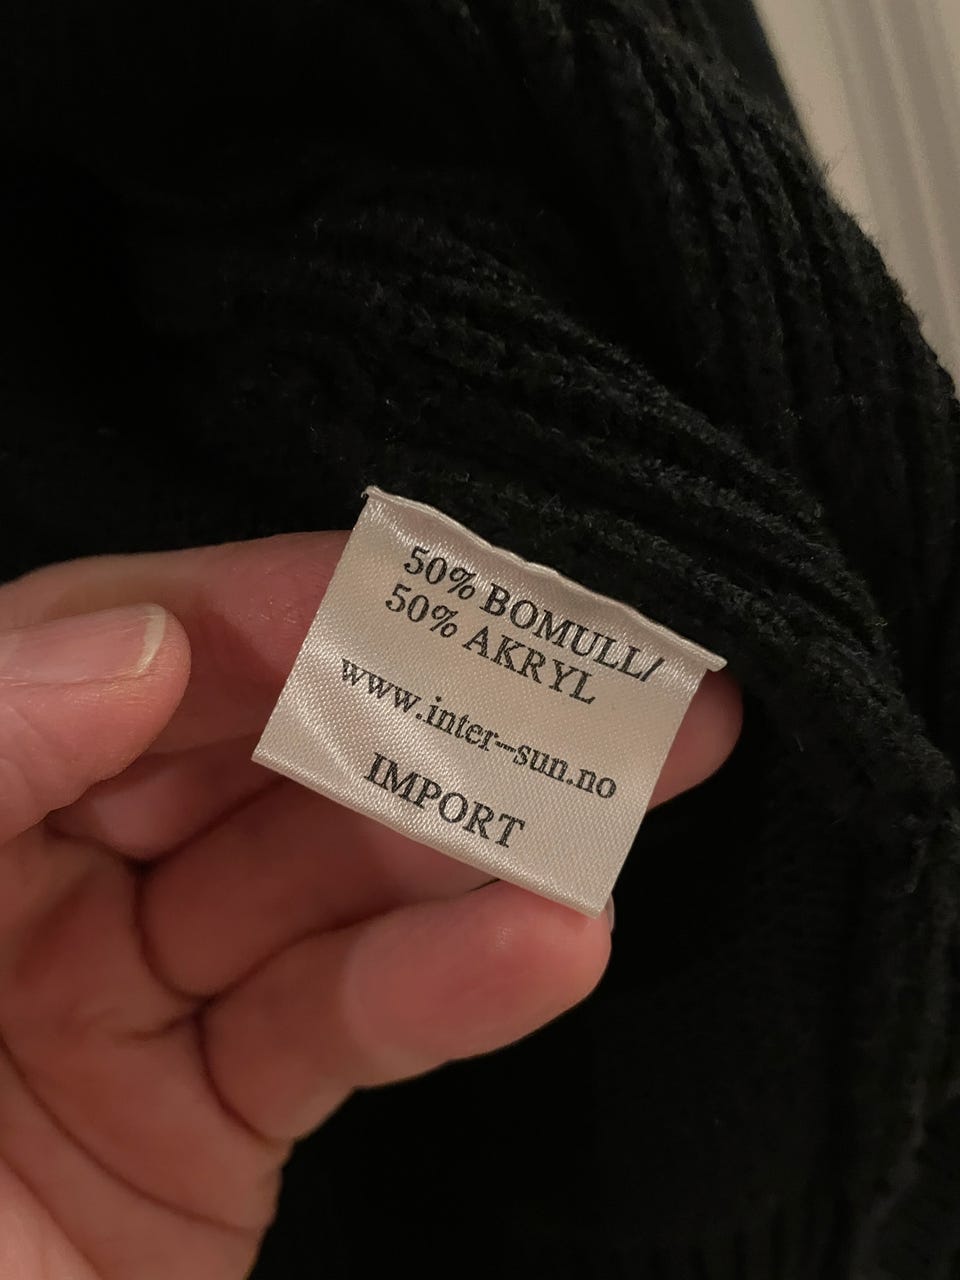 50% BOMULL/
50% AKRYL
www.inter-sun.no
IMPORT